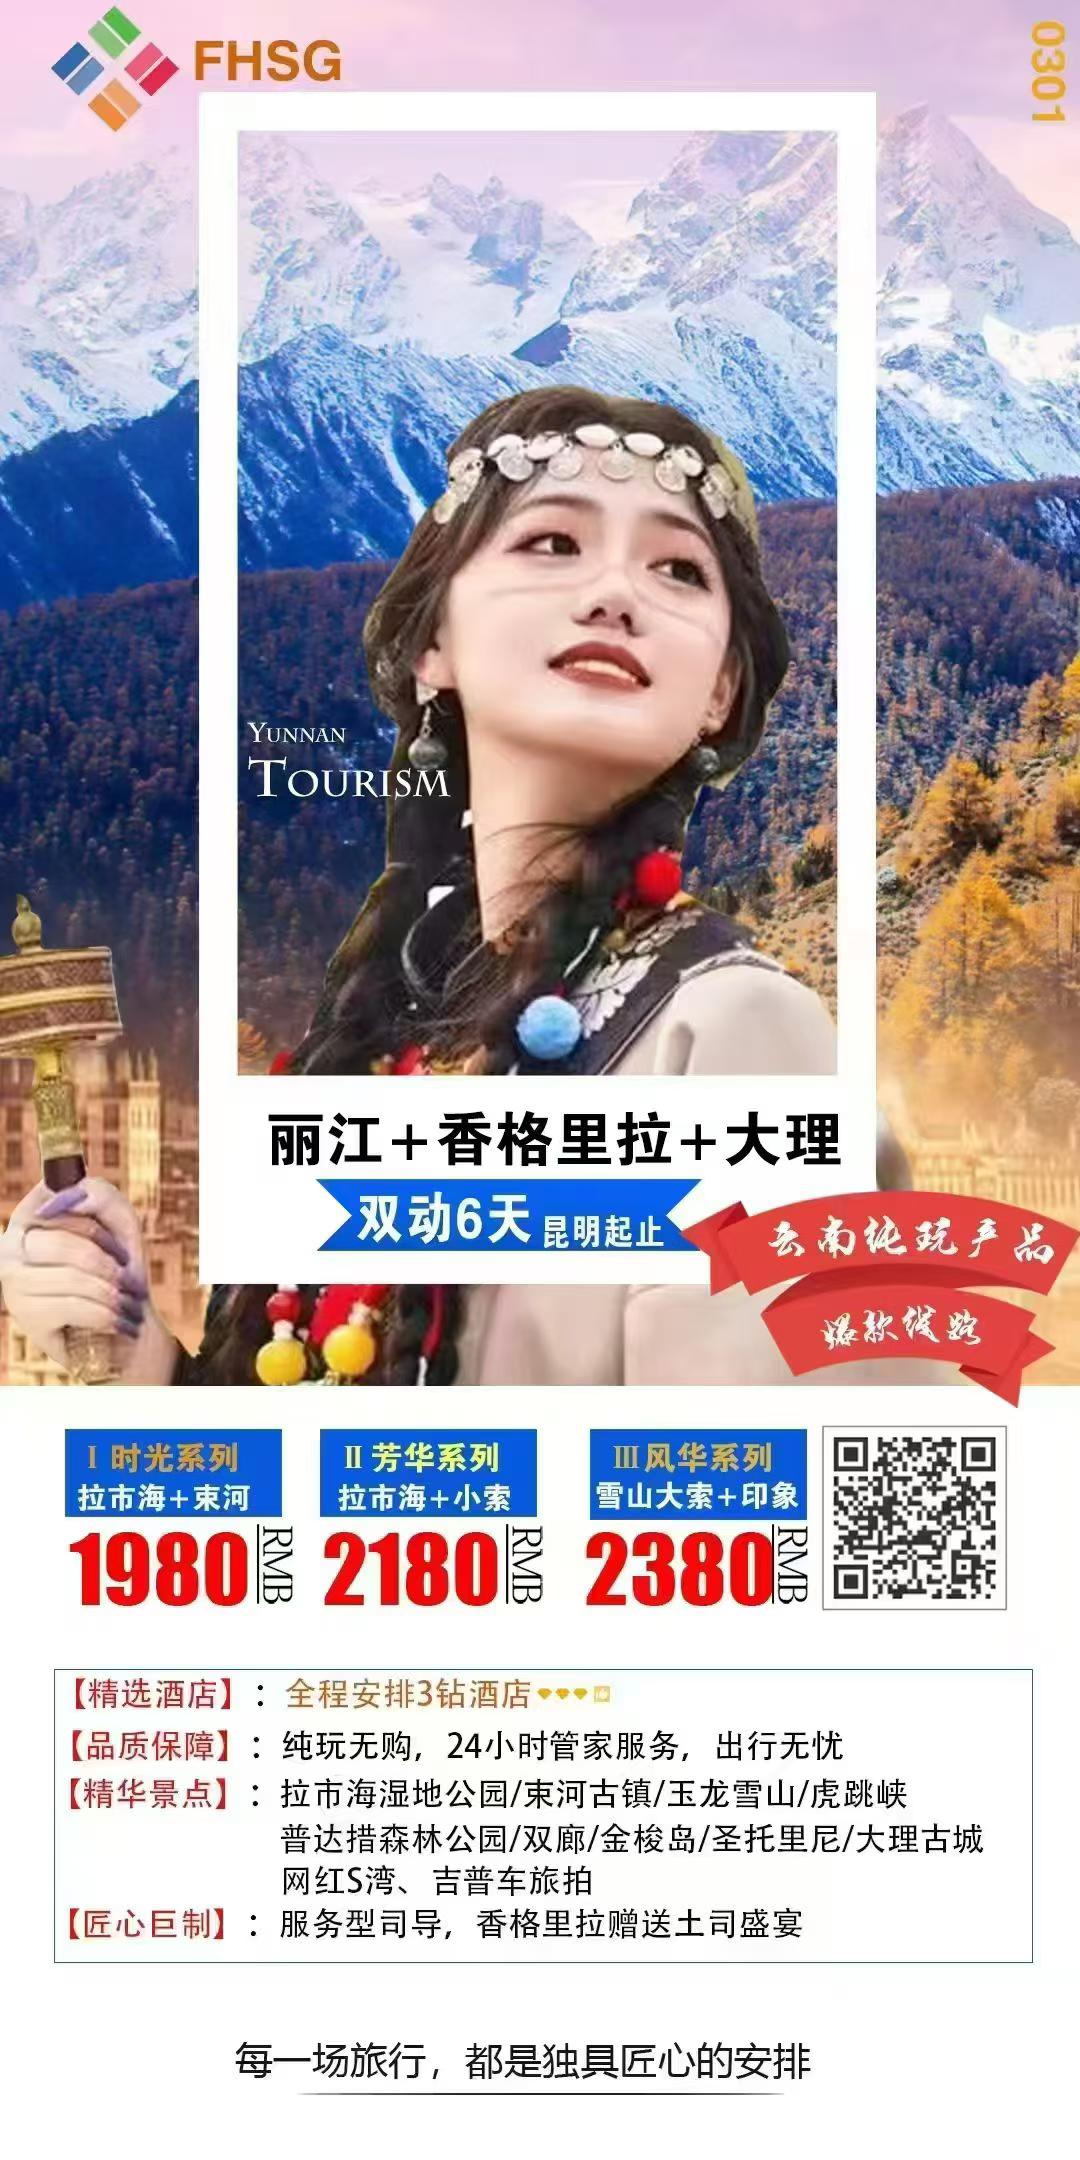 FHSG
0301
YUNNAN
TOURISM
丽江+香格里拉+大理
双动6天 昆明起止
云南纯玩产品
爆款线路
Ⅰ 时光系列
拉市海+束河
1980 RMB
Ⅱ 芳华系列
拉市海+小索
2180 RMB
Ⅲ 风华系列
雪山大索+印象
2380 RMB
【精选酒店】：全程安排3钻酒店
【品质保障】：纯玩无购，24小时管家服务，出行无忧
【精华景点】：拉市海湿地公园/束河古镇/玉龙雪山/虎跳峡
普达措森林公园/双廊/金梭岛/圣托里尼/大理古城
网红S湾、吉普车旅拍
【匠心巨制】：服务型司导，香格里拉赠送土司盛宴
每一场旅行，都是独具匠心的安排